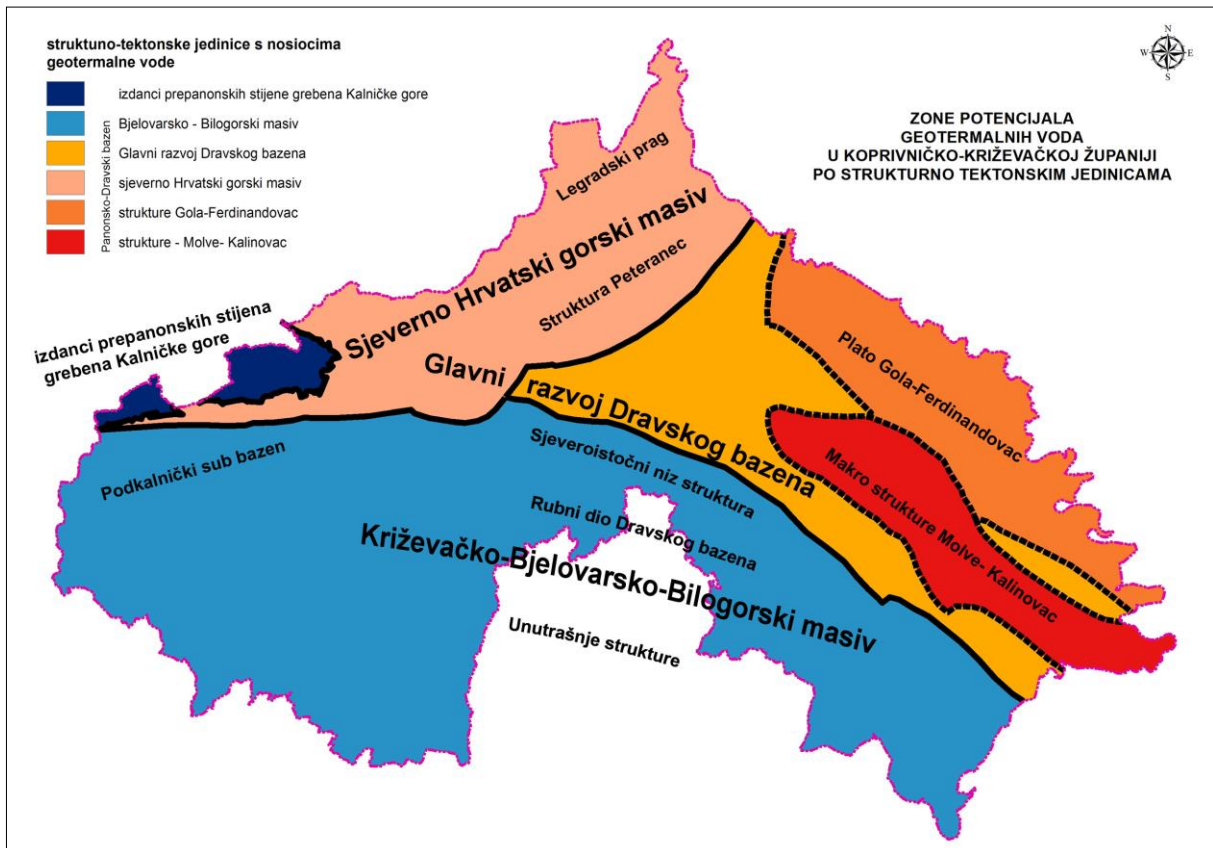 struktuno-tektonske jedinice s nosiocima
geotermalne vode
izdanci prepanonskih stijene grebena Kalničke gore
Bjelovarsko - Bilogorski masiv
Glavni razvoj Dravskog bazena
sjeverno Hrvatski gorski masiv
strukture Gola-Ferdinandovac
strukture - Molve- Kalinovac
Panonsko-Dravski bazen
N
W
E
S
ZONE POTENCIJALA
GEOTERMALNIH VODA
U KOPRIVNIČKO-KRIŽEVAČKOJ ŽUPANIJI
PO STRUKTURNO TEKTONSKIM JEDINICAMA
Legradski prag
Sjeverno Hrvatski gorski masiv
Struktura Peteranec
izdanci prepanonskih stijena
grebena Kalničke gore
Glavni razvoj Dravskog bazena
Plato Gola-Ferdinandovac
Makro strukture Molve- Kalinovac
Podkalnički sub bazen
Sjeveroistočni niz struktura
Rubni dio Dravskog bazena
Križevačko-Bjelovarsko-Bilogorski masiv
Unutrašnje strukture